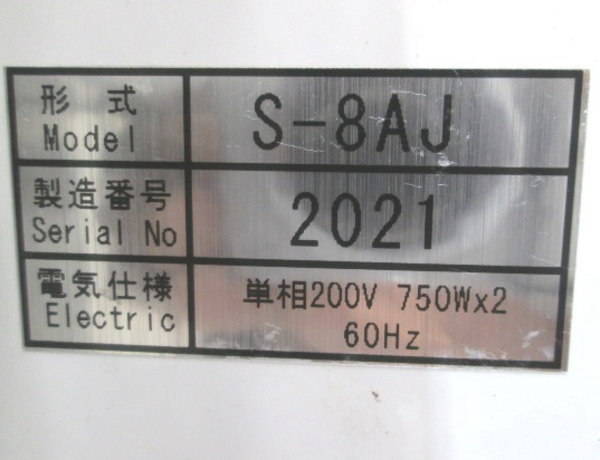 形式 S-8AJ
Model
製造番号 2021
Serial No
電気仕様 単相200V 750Wx2
Electric 60Hz